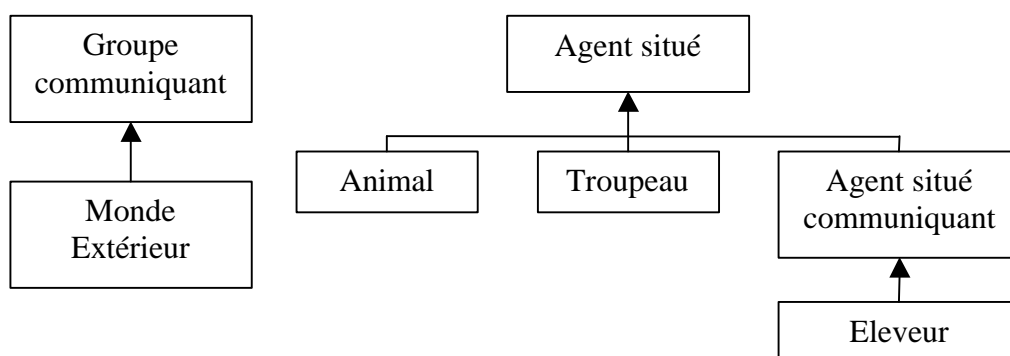 Groupe
communiquant
Monde
Extérieur
Agent situé
Animal
Troupeau
Agent situé
communiquant
Eleveur